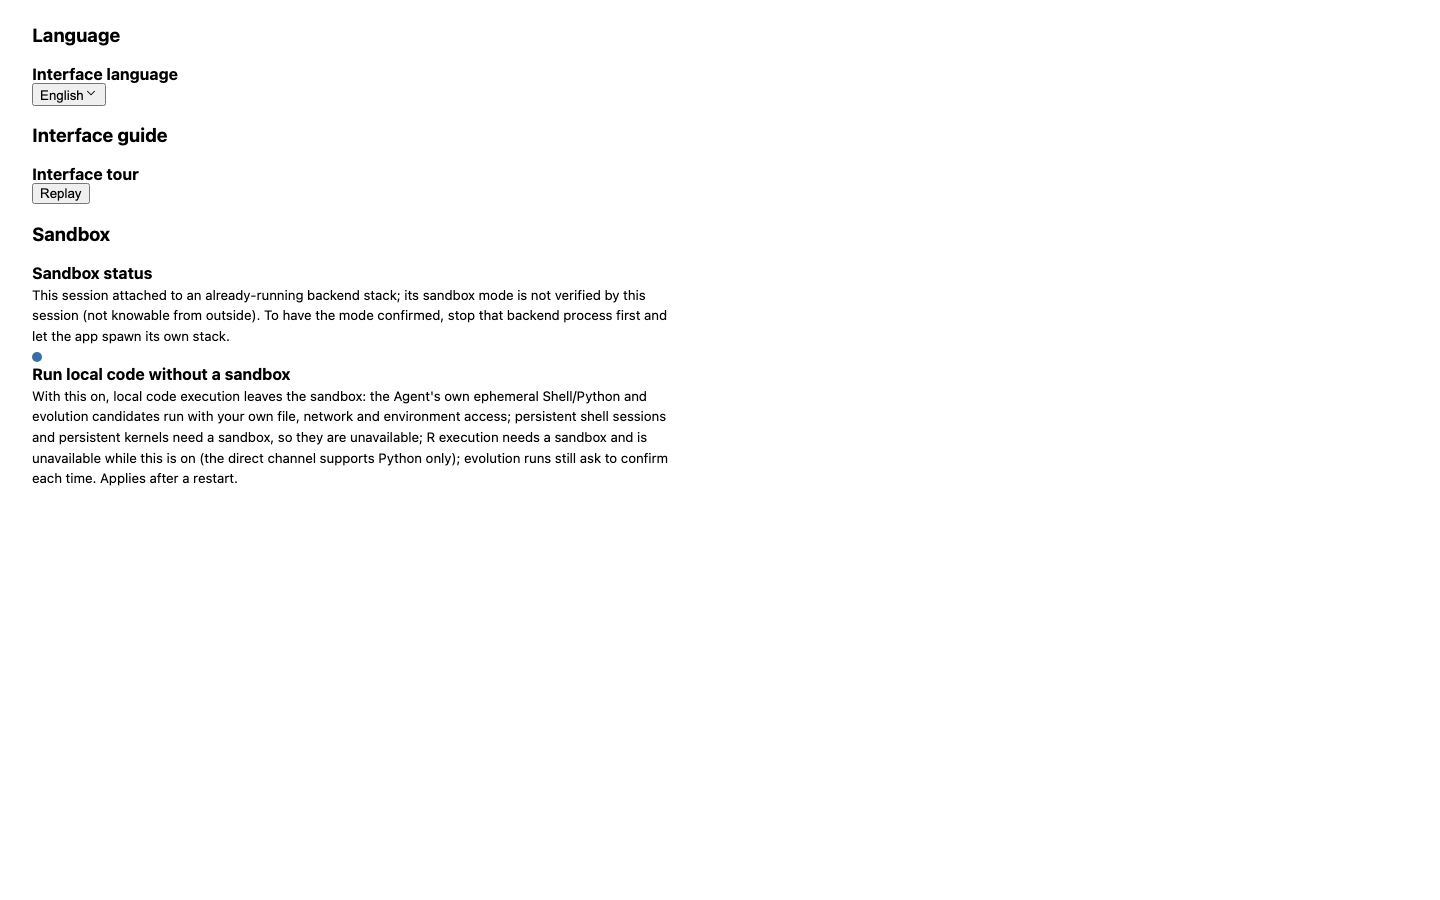 Language
Interface language
English
Interface guide
Interface tour
Replay
Sandbox
Sandbox status
This session attached to an already-running backend stack; its sandbox mode is not verified by this
session (not knowable from outside). To have the mode confirmed, stop that backend process first and
let the app spawn its own stack.
Run local code without a sandbox
With this on, local code execution leaves the sandbox: the Agent's own ephemeral Shell/Python and
evolution candidates run with your own file, network and environment access; persistent shell sessions
and persistent kernels need a sandbox, so they are unavailable; R execution needs a sandbox and is
unavailable while this is on (the direct channel supports Python only); evolution runs still ask to confirm
each time. Applies after a restart.